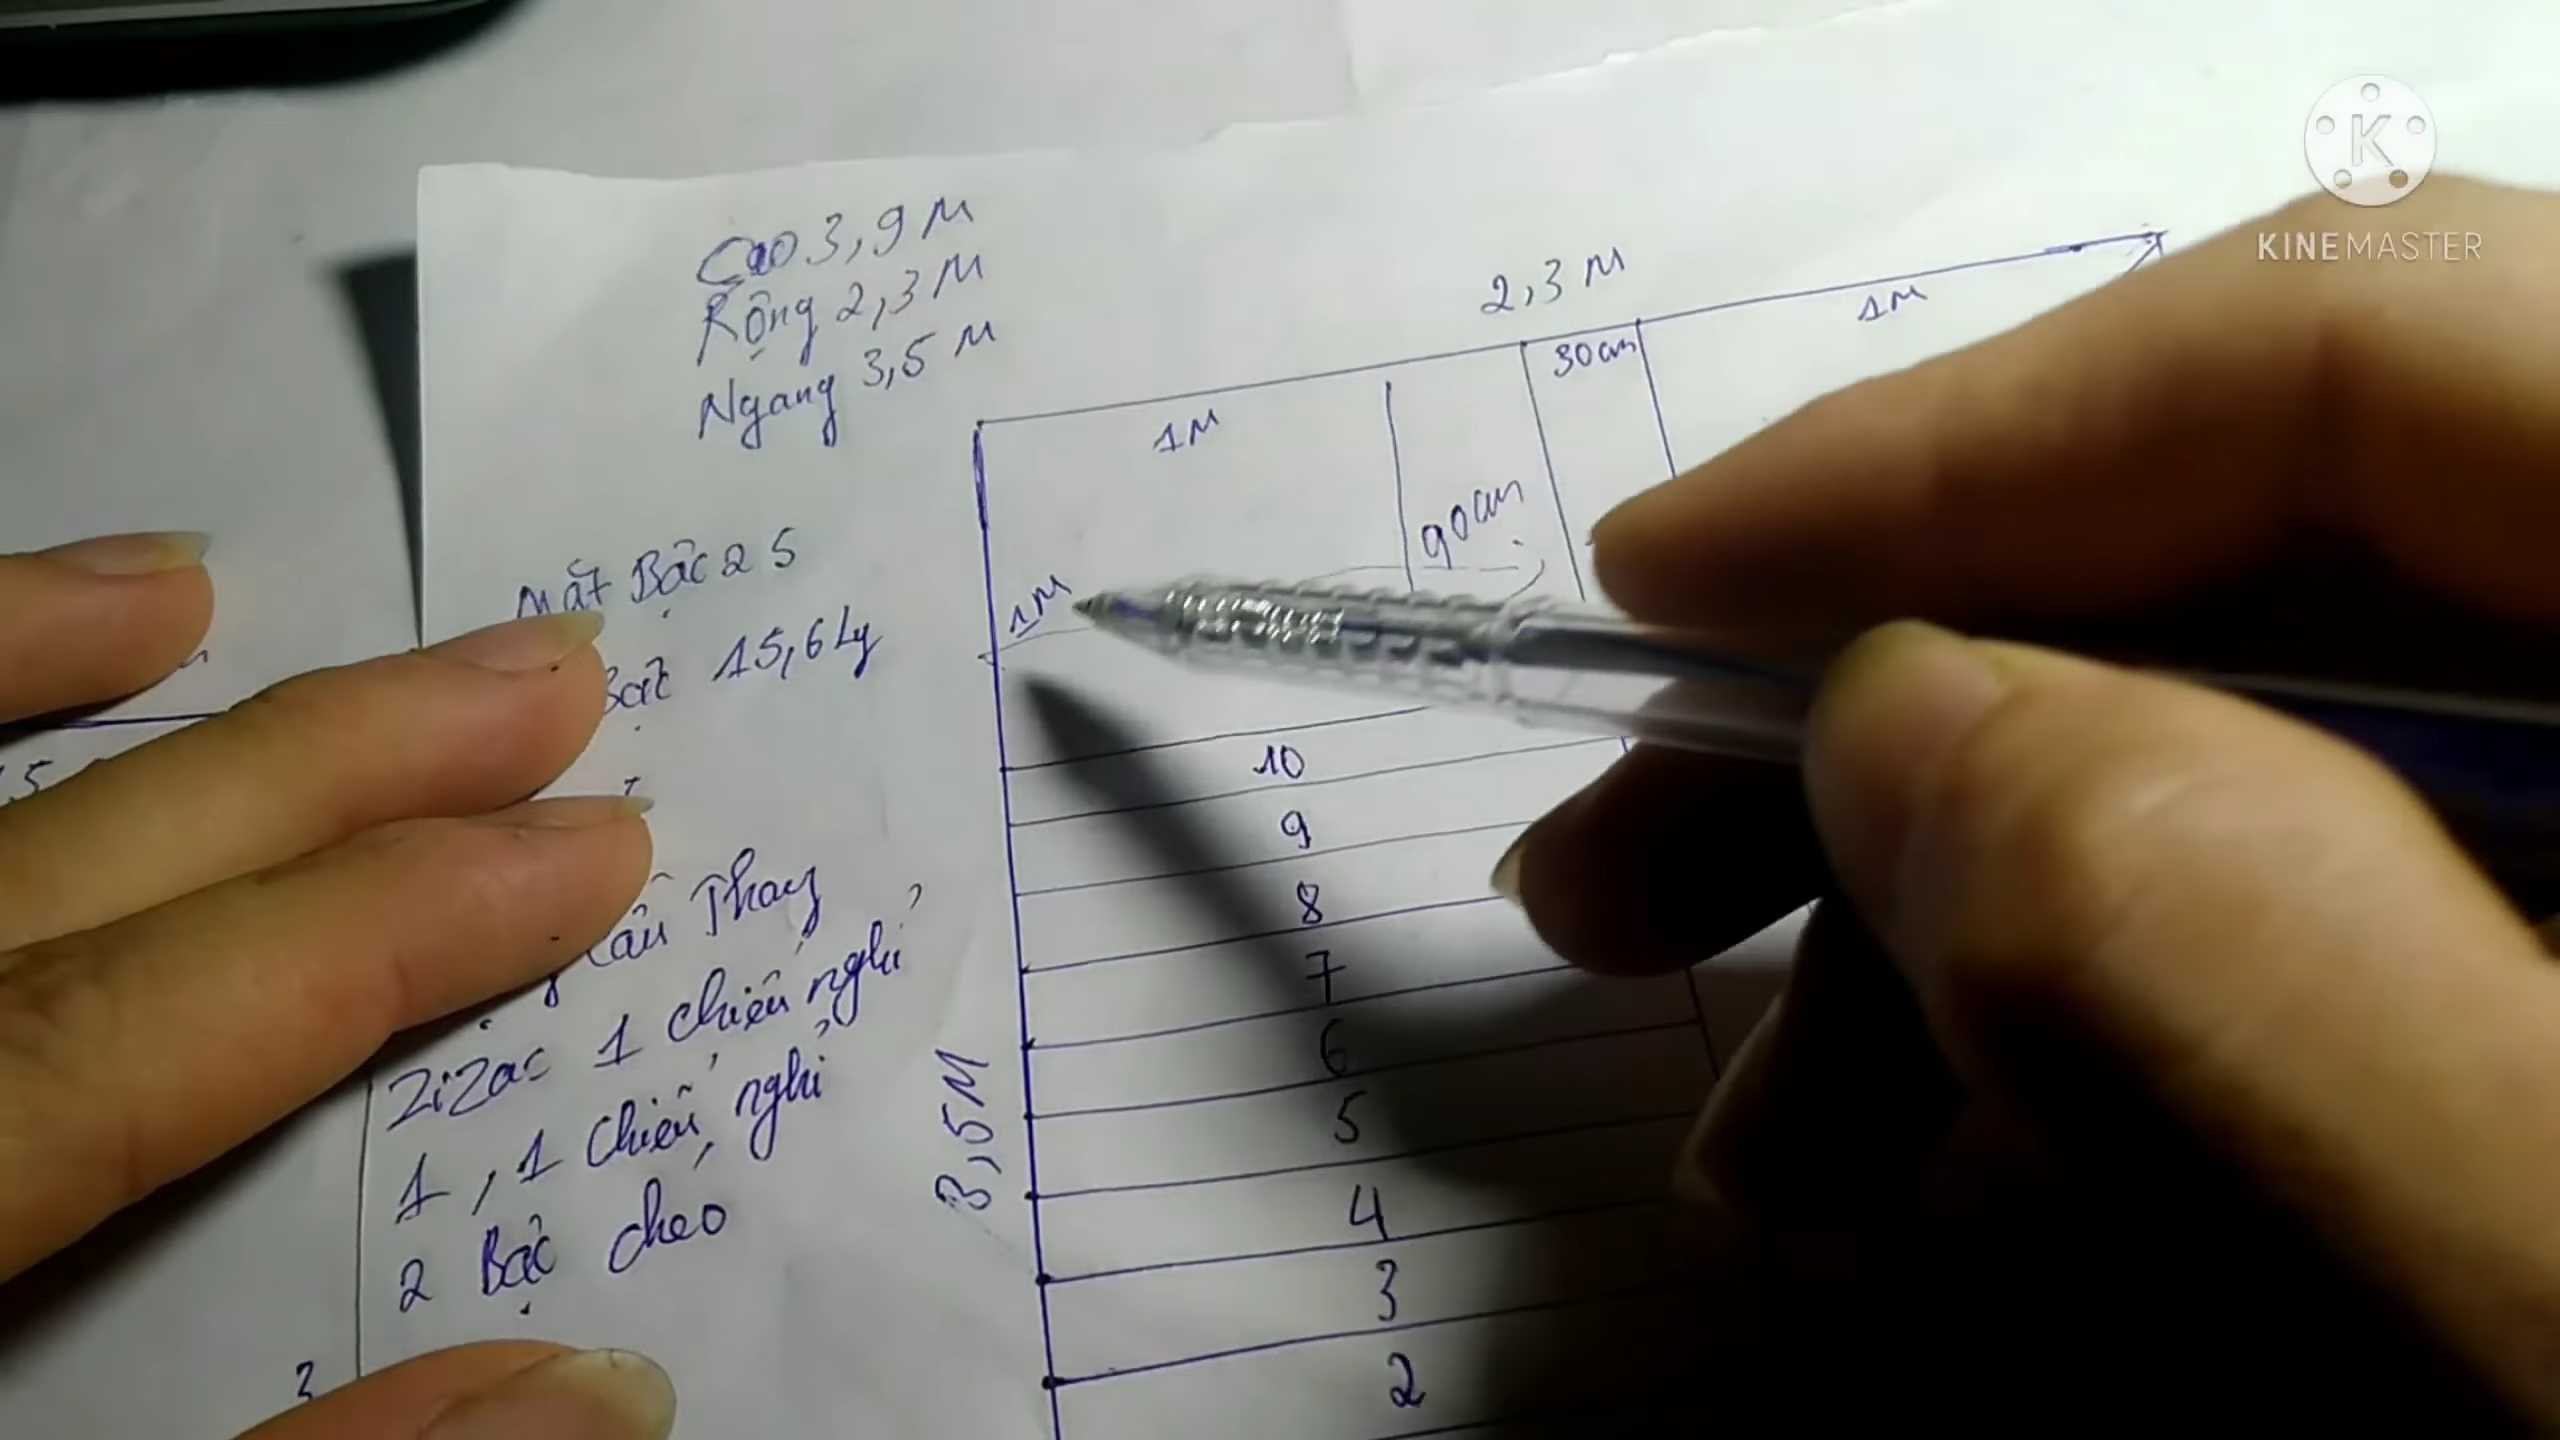 Cao 3,9 M
Rộng 2,3 M
Ngang 3,5 M
Mặt Bậc 25
15,6 Ly
Thang
ZiZac 1 chiếu nghỉ
1, 1 chiếu nghỉ
2 Bậc chéo
2,3 M
1M
30cm
1M
90cm
1M
3,5M
10
9
8
7
6
5
4
3
2
3
KINEMASTER